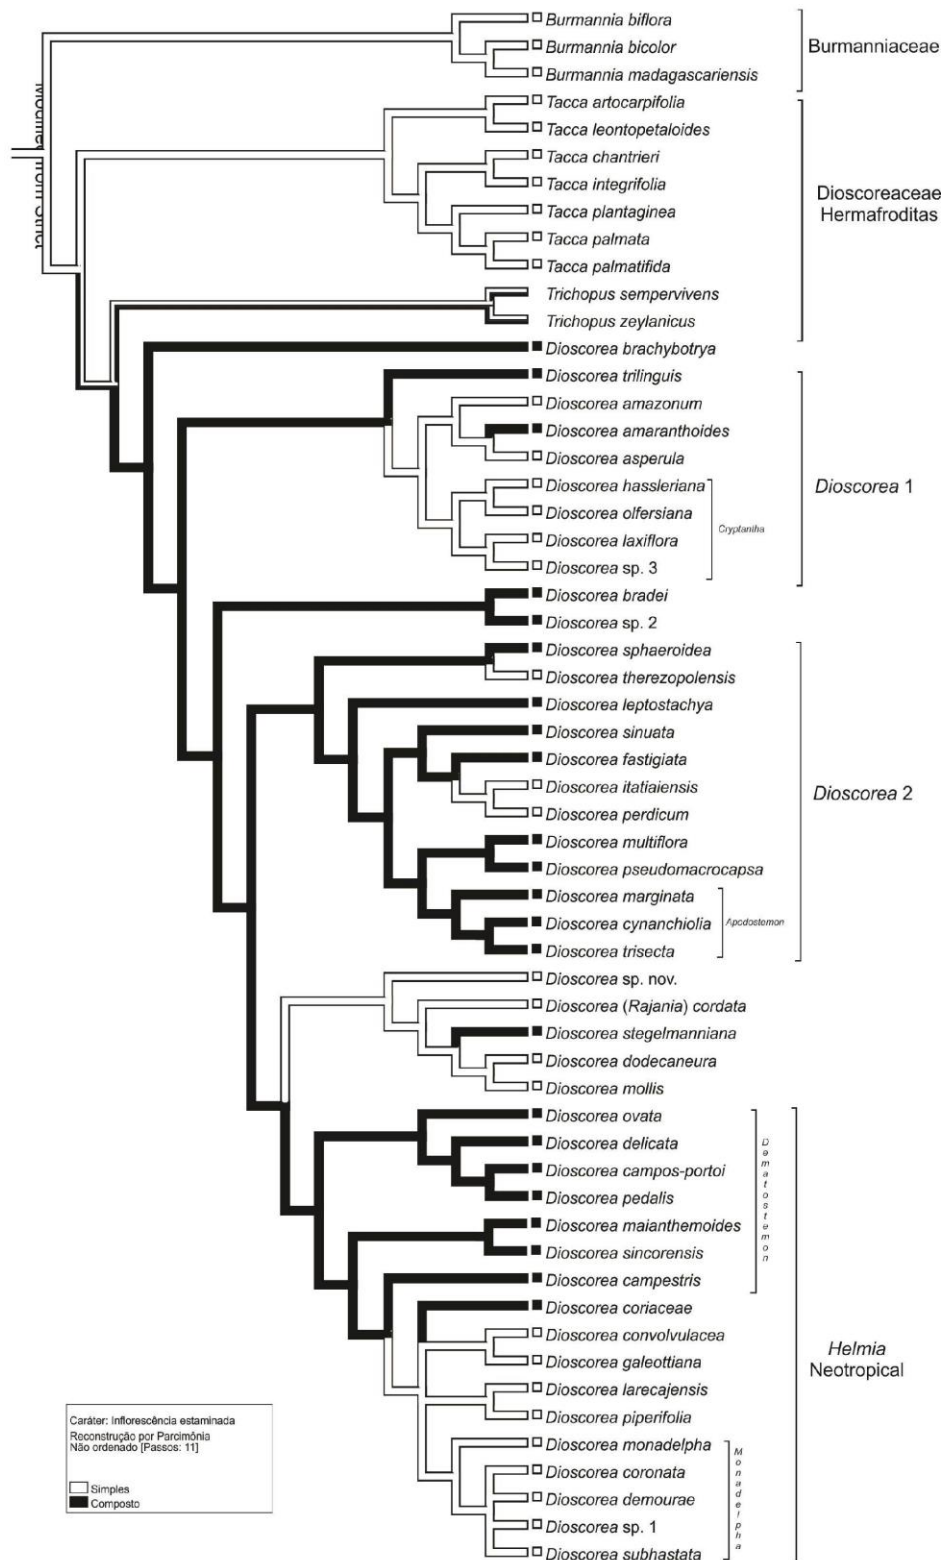 Burmannia biflora
Burmannia bicolor
Burmannia madagascariensis
Burmanniaceae
Tacca artocarpifolia
Tacca leontopetaloides
Tacca chantrieri
Tacca integrifolia
Tacca plantaginea
Tacca palmata
Tacca palmatifida
Trichopus sempervivens
Trichopus zeylanicus
Dioscorea brachybotrya
Dioscoreaceae
Hermafroditas
Dioscorea trilinguis
Dioscorea amazonum
Dioscorea amaranthoides
Dioscorea asperula
Dioscorea hassleriana
Dioscorea olfersiana
Dioscorea laxiflora
Dioscorea sp. 3
Cryptantha
Dioscorea 1
Dioscorea bradei
Dioscorea sp. 2
Dioscorea sphaeroidea
Dioscorea therezopolensis
Dioscorea leptostachya
Dioscorea sinuata
Dioscorea fastigiata
Dioscorea itatiaiensis
Dioscorea perdicum
Dioscorea multiflora
Dioscorea pseudomacrocapsa
Dioscorea marginata
Dioscorea cynanchiolia
Dioscorea trisecta
Apodostemon
Dioscorea 2
Dioscorea sp. nov.
Dioscorea (Rajania) cordata
Dioscorea stegelmanniana
Dioscorea dodecaneura
Dioscorea mollis
Dioscorea ovata
Dioscorea delicata
Dioscorea campos-portoi
Dioscorea pedalis
Dioscorea maianthemoides
Dioscorea sincorensis
Dioscorea campestris
Dematostemon
Dioscorea coriaceae
Dioscorea convolvulacea
Dioscorea galeottiana
Dioscorea larecajensis
Dioscorea piperifolia
Dioscorea monadelpha
Dioscorea coronata
Dioscorea demourae
Dioscorea sp. 1
Dioscorea subhastata
Monadelpha
Helmia
Neotropical
Caráter: Inflorescência estaminada
Reconstrução por Parcimônia
Não ordenado [Passos: 11]
Simples
Composto